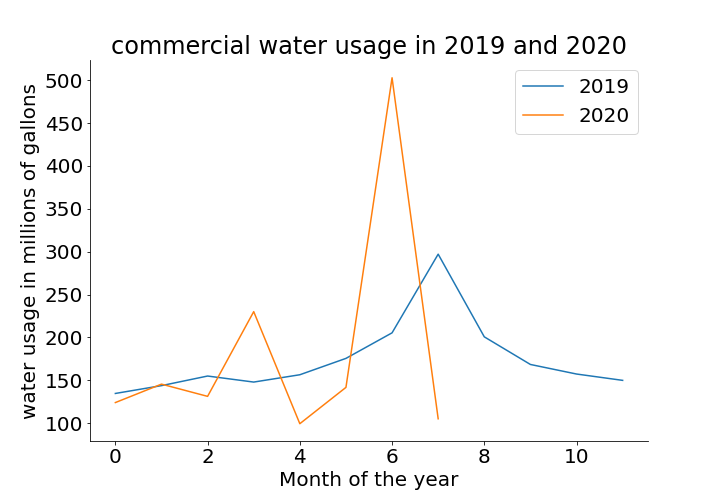 commercial water usage in 2019 and 2020
2019
2020
500
450
400
350
300
250
200
150
100
water usage in millions of gallons
0 2 4 6 8 10
Month of the year